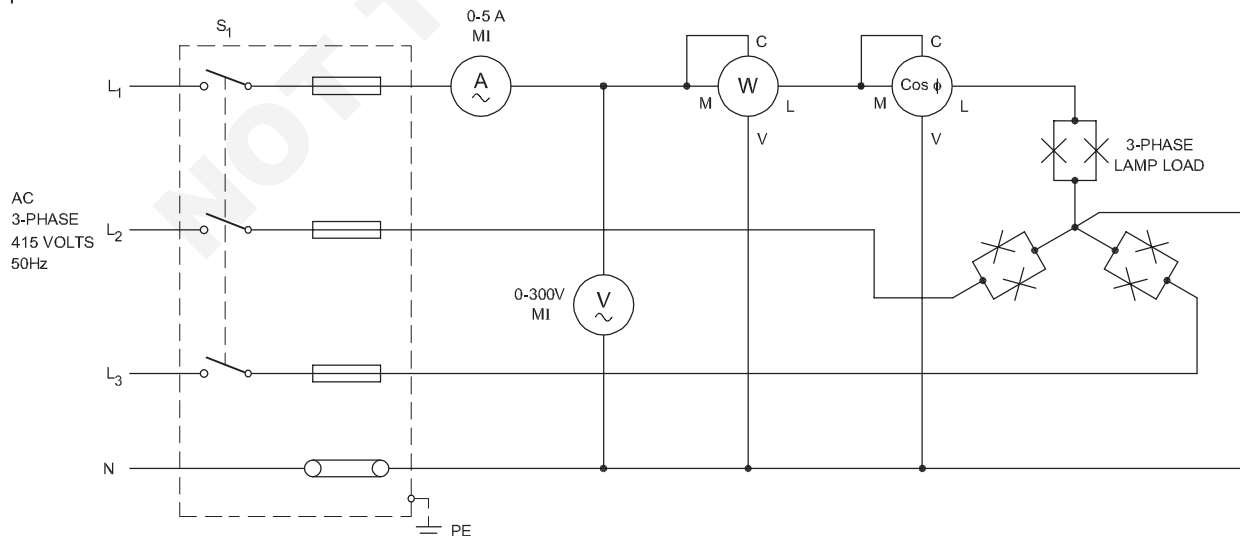 NOT T
0-5 A
MI
S1
C
C
L1
A
~
M
W
L
M
Cos ϕ
L
V
V
3-PHASE
LAMP LOAD
AC
3-PHASE
415 VOLTS
50Hz
L2
0-300V
MI
V
~
L3
N
PE